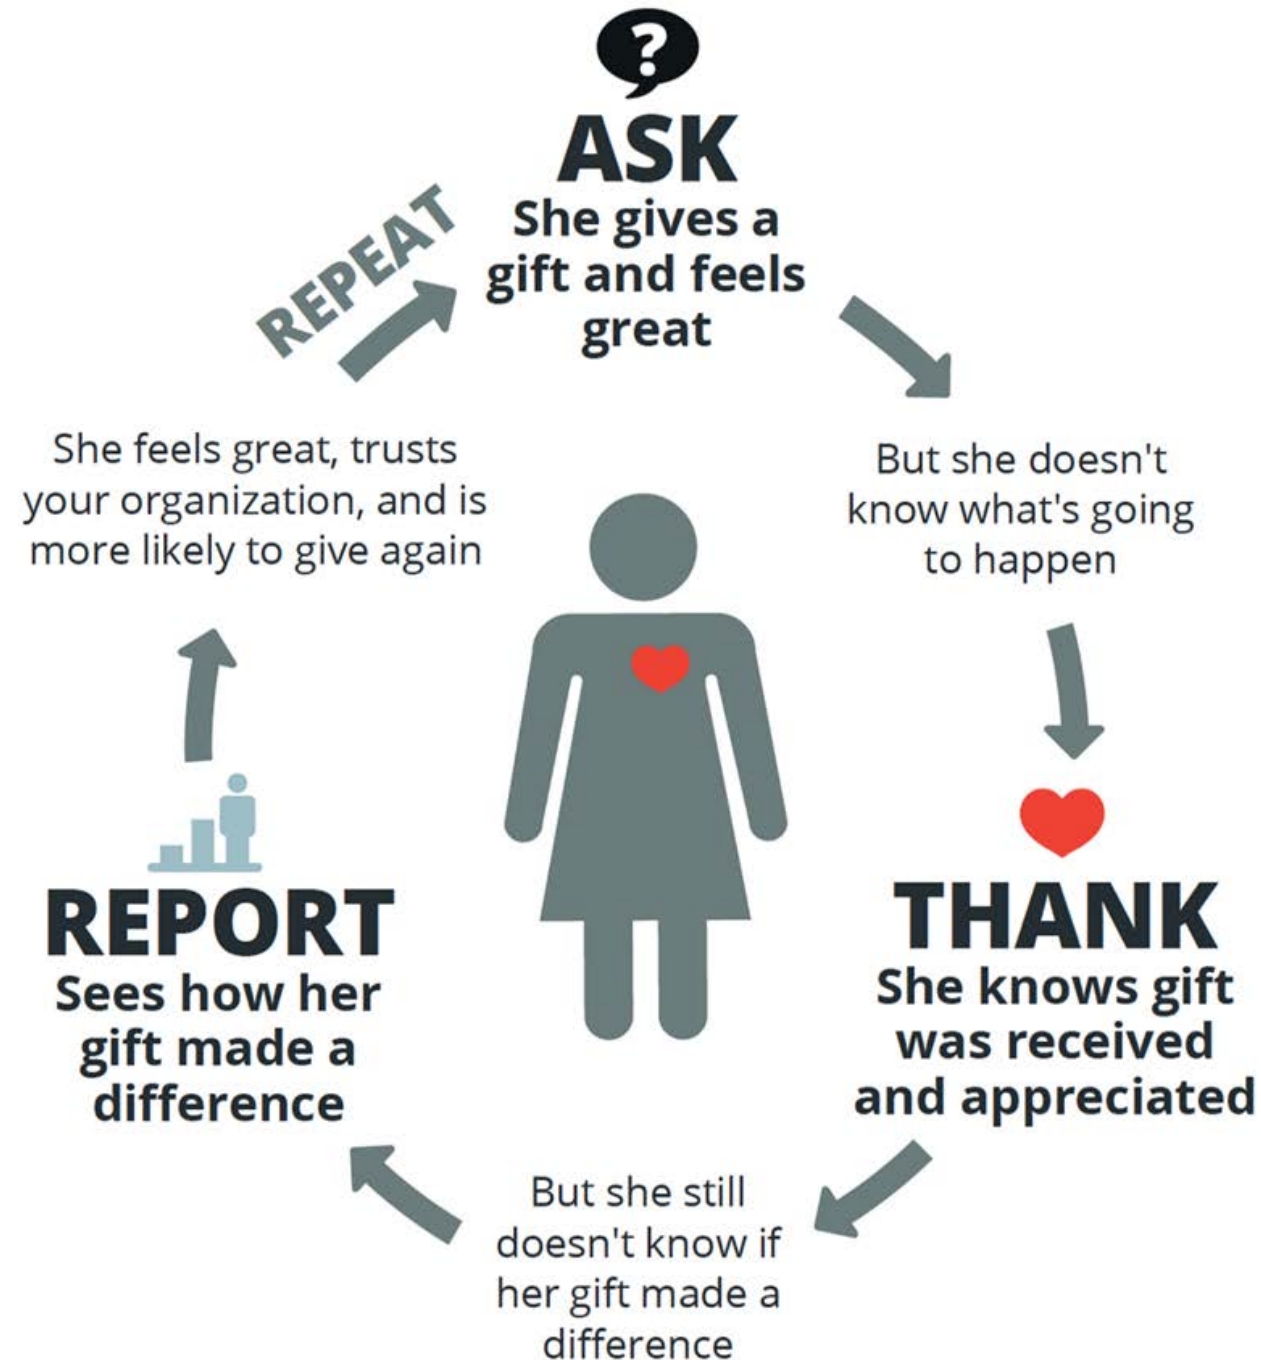 ?
ASK
She gives a
gift and feels
great
But she doesn't
know what's going
to happen
THANK
She knows gift
was received
and appreciated
But she still
doesn't know if
her gift made a
difference
REPORT
Sees how her
gift made a
difference
She feels great, trusts
your organization, and is
more likely to give again
REPEAT